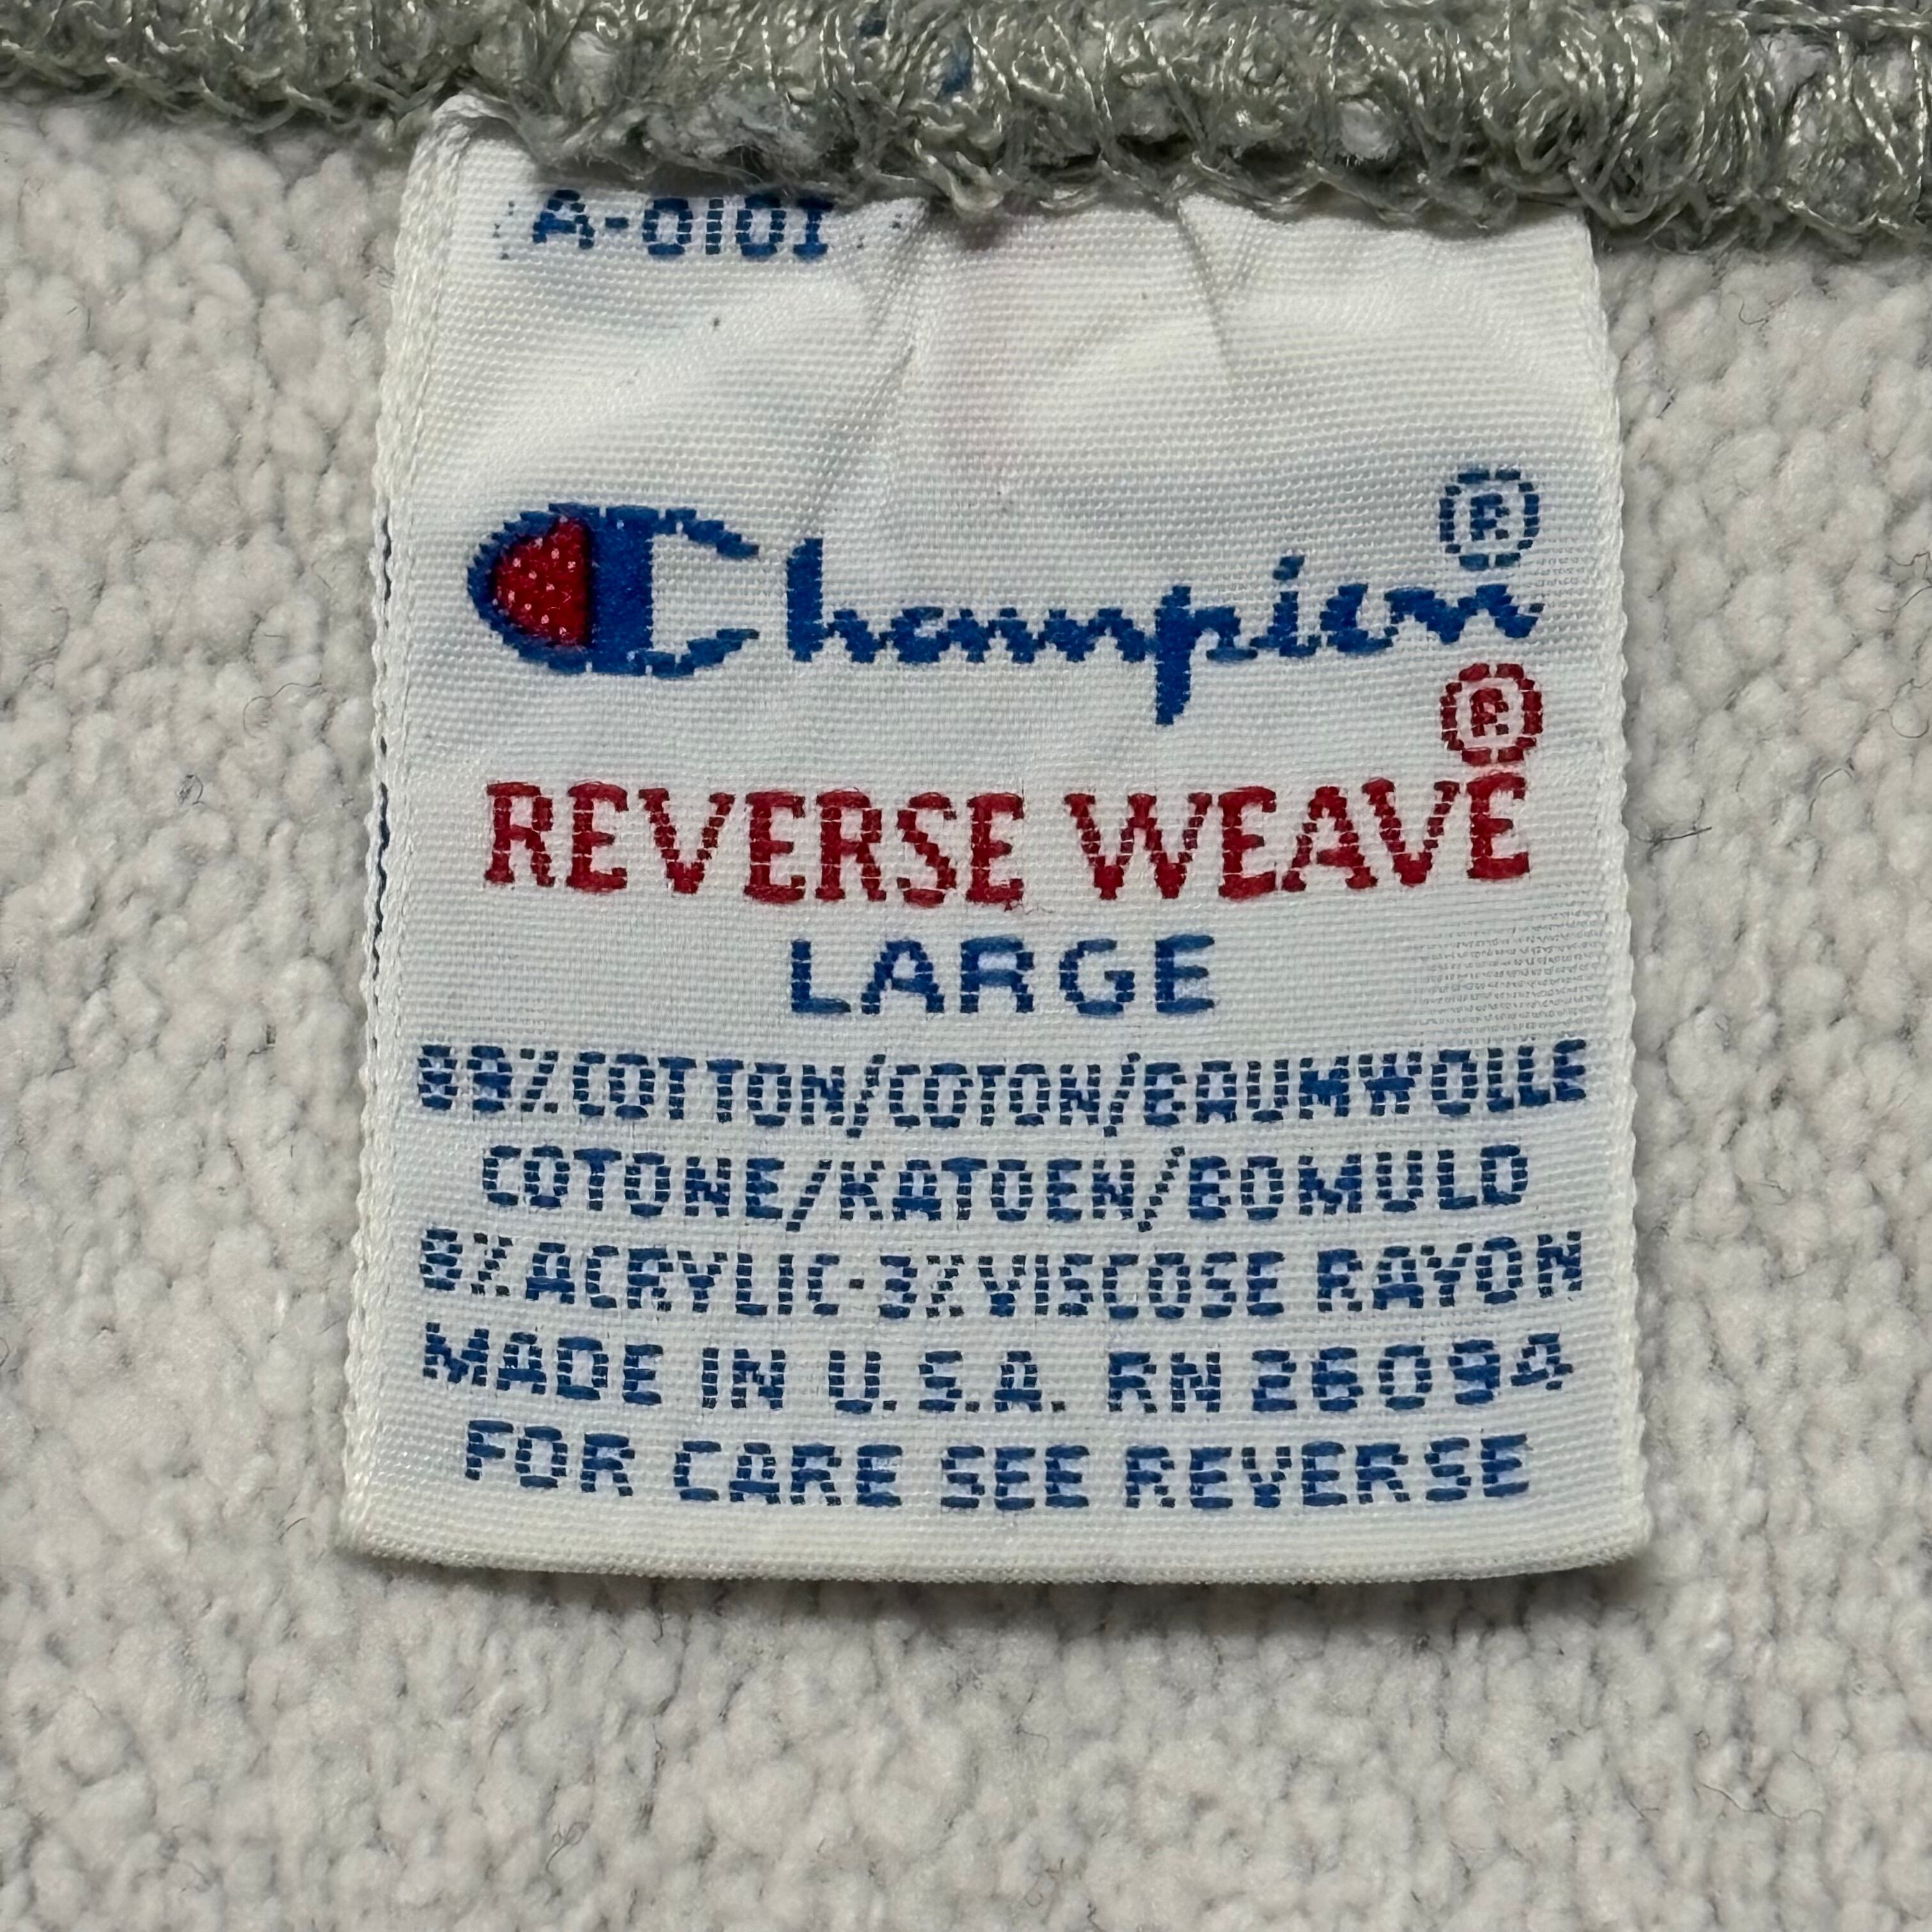 A-0101
Champion®
®
REVERSE WEAVE
LARGE
89%COTTON/COTON/BAUMWOLLE
COTONE/KATOEN/BOMULD
8%ACRYLIC-3%VISCOSE RAYON
MADE IN U.S.A. RN 26094
FOR CARE SEE REVERSE